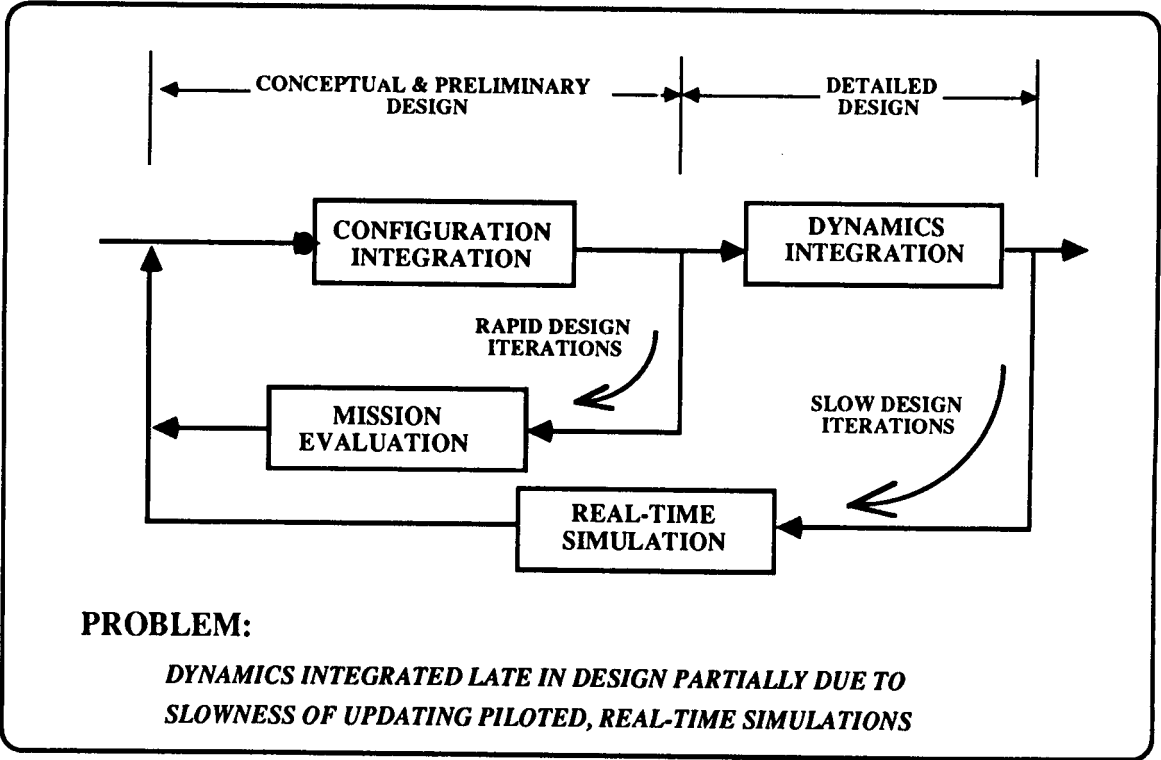 CONCEPTUAL & PRELIMINARY
DESIGN
DETAILED
DESIGN
CONFIGURATION
INTEGRATION
DYNAMICS
INTEGRATION
RAPID DESIGN
ITERATIONS
MISSION
EVALUATION
SLOW DESIGN
ITERATIONS
REAL-TIME
SIMULATION
PROBLEM:
DYNAMICS INTEGRATED LATE IN DESIGN PARTIALLY DUE TO
SLOWNESS OF UPDATING PILOTED, REAL-TIME SIMULATIONS